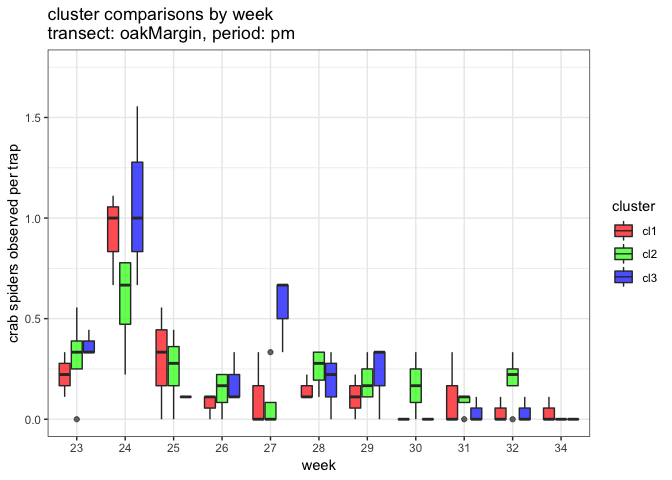 cluster comparisons by week
transect: oakMargin, period: pm
crab spiders observed per trap
1.5
1.0
0.5
0.0
23 24 25 26 27 28 29 30 31 32 34
week
cluster
cl1
cl2
cl3